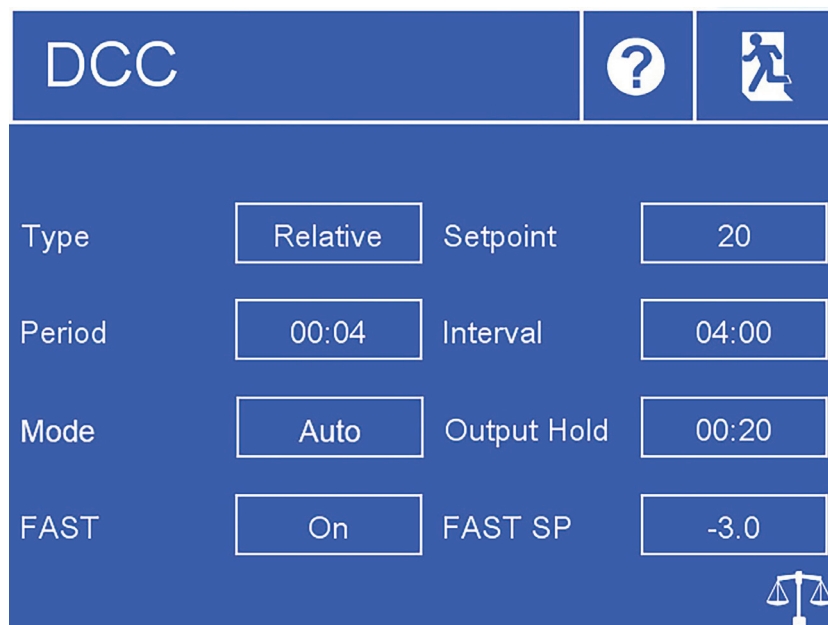 DCC ?
Type Relative Setpoint 20
Period 00:04 Interval 04:00
Mode Auto Output Hold 00:20
FAST On FAST SP -3.0